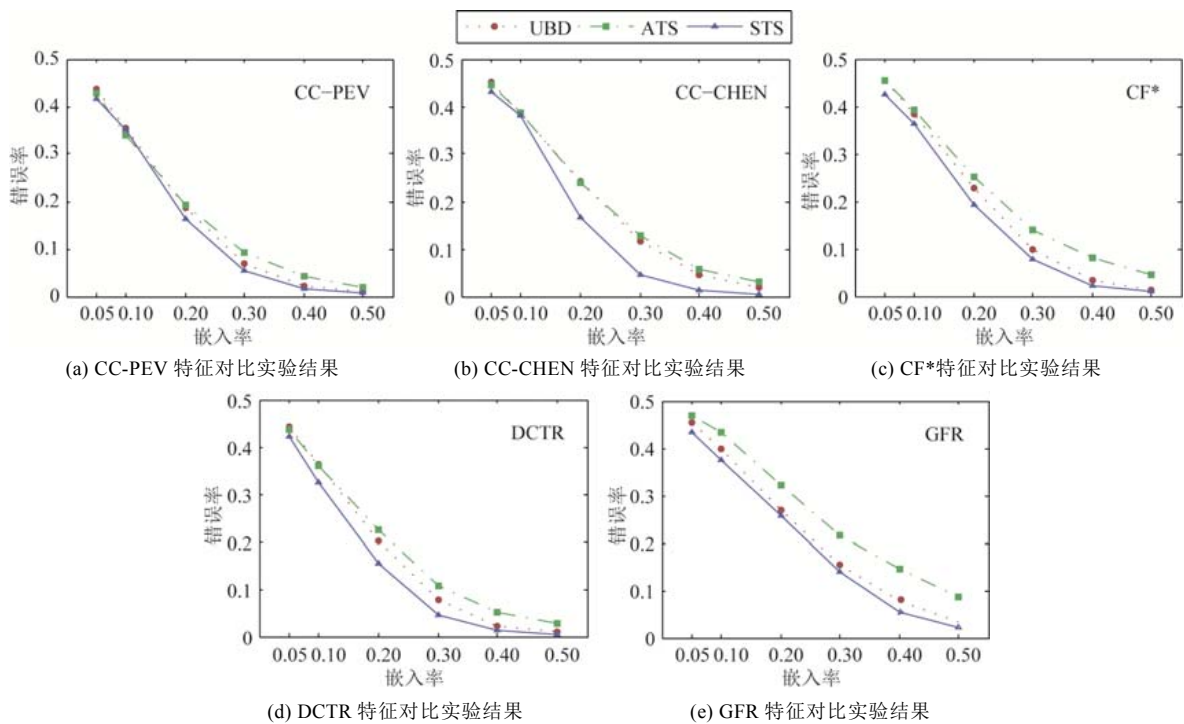 UBD ATS STS
CC-PEV CC-CHEN CF*
0.5 0.5 0.5
0.4 0.4 0.4
0.3 0.3 0.3
0.2 0.2 0.2
0.1 0.1 0.1
0 0 0
错误率 错误率 错误率
0.05 0.10 0.20 0.30 0.40 0.50 0.05 0.10 0.20 0.30 0.40 0.50 0.05 0.10 0.20 0.30 0.40 0.50
嵌入率 嵌入率 嵌入率
(a) CC-PEV 特征对比实验结果 (b) CC-CHEN 特征对比实验结果 (c) CF*特征对比实验结果
DCTR GFR
0.5 0.5
0.4 0.4
0.3 0.3
0.2 0.2
0.1 0.1
0 0
错误率 错误率
0.05 0.10 0.20 0.30 0.40 0.50 0.05 0.10 0.20 0.30 0.40 0.50
嵌入率 嵌入率
(d) DCTR 特征对比实验结果 (e) GFR 特征对比实验结果